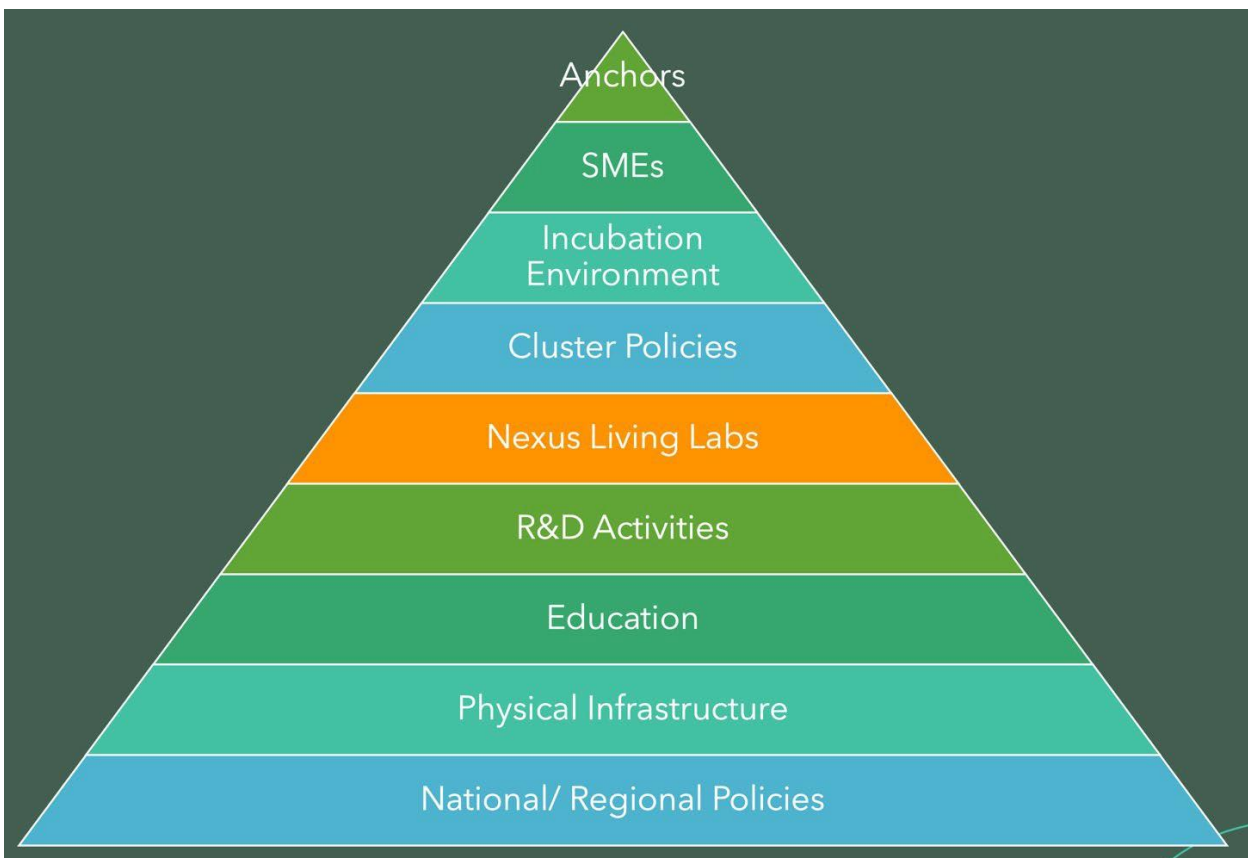 Anchors
SMEs
Incubation
Environment
Cluster Policies
Nexus Living Labs
R&D Activities
Education
Physical Infrastructure
National/ Regional Policies